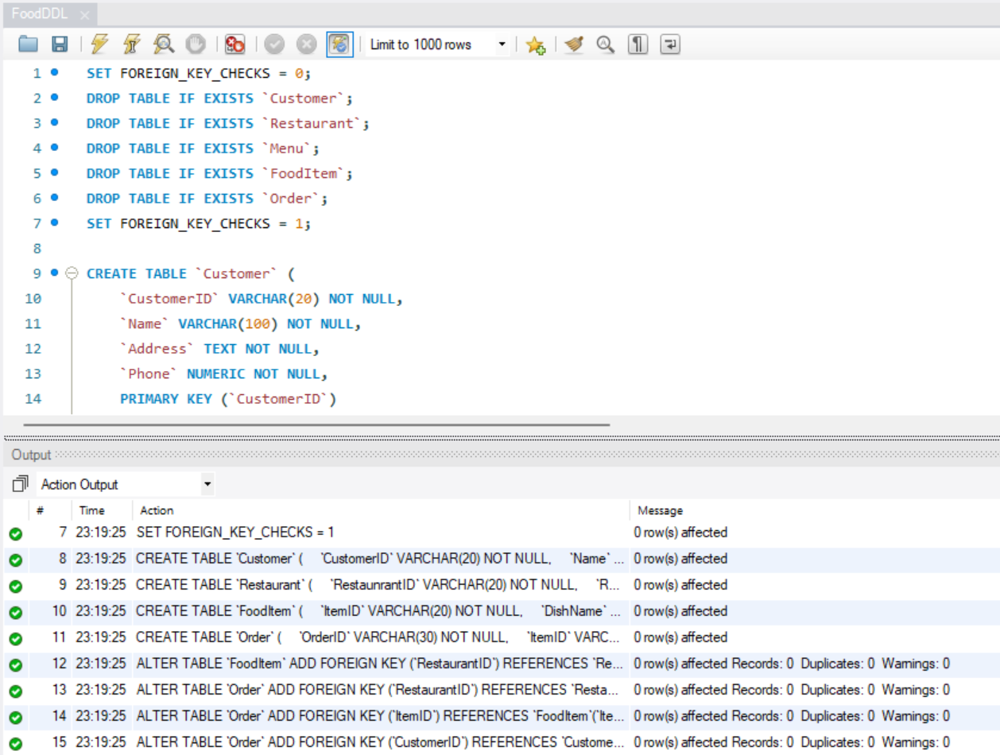 FoodDDL
Limit to 1000 rows
1 SET FOREIGN_KEY_CHECKS = 0;
2 DROP TABLE IF EXISTS `Customer`;
3 DROP TABLE IF EXISTS `Restaurant`;
4 DROP TABLE IF EXISTS `Menu`;
5 DROP TABLE IF EXISTS `FoodItem`;
6 DROP TABLE IF EXISTS `Order`;
7 SET FOREIGN_KEY_CHECKS = 1;
8
9 CREATE TABLE `Customer` (
10 `CustomerID` VARCHAR(20) NOT NULL,
11 `Name` VARCHAR(100) NOT NULL,
12 `Address` TEXT NOT NULL,
13 `Phone` NUMERIC NOT NULL,
14 PRIMARY KEY (`CustomerID`)
Output
Action Output
# Time Action Message
7 23:19:25 SET FOREIGN_KEY_CHECKS = 1 0 row(s) affected
8 23:19:25 CREATE TABLE `Customer` ( `CustomerID` VARCHAR(20) NOT NULL, `Name` ... 0 row(s) affected
9 23:19:25 CREATE TABLE `Restaurant` ( `RestaunrantID` VARCHAR(20) NOT NULL, `R... 0 row(s) affected
10 23:19:25 CREATE TABLE `FoodItem` ( `ItemID` VARCHAR(20) NOT NULL, `DishName` ... 0 row(s) affected
11 23:19:25 CREATE TABLE `Order` ( `OrderID` VARCHAR(30) NOT NULL, `ItemID` VARC... 0 row(s) affected
12 23:19:25 ALTER TABLE `FoodItem` ADD FOREIGN KEY (`RestaurantID`) REFERENCES `Re... 0 row(s) affected Records: 0 Duplicates: 0 Warnings: 0
13 23:19:25 ALTER TABLE `Order` ADD FOREIGN KEY (`RestaurantID`) REFERENCES `Resta... 0 row(s) affected Records: 0 Duplicates: 0 Warnings: 0
14 23:19:25 ALTER TABLE `Order` ADD FOREIGN KEY (`ItemID`) REFERENCES `FoodItem`(`Ite... 0 row(s) affected Records: 0 Duplicates: 0 Warnings: 0
15 23:19:25 ALTER TABLE `Order` ADD FOREIGN KEY (`CustomerID`) REFERENCES `Custome... 0 row(s) affected Records: 0 Duplicates: 0 Warnings: 0